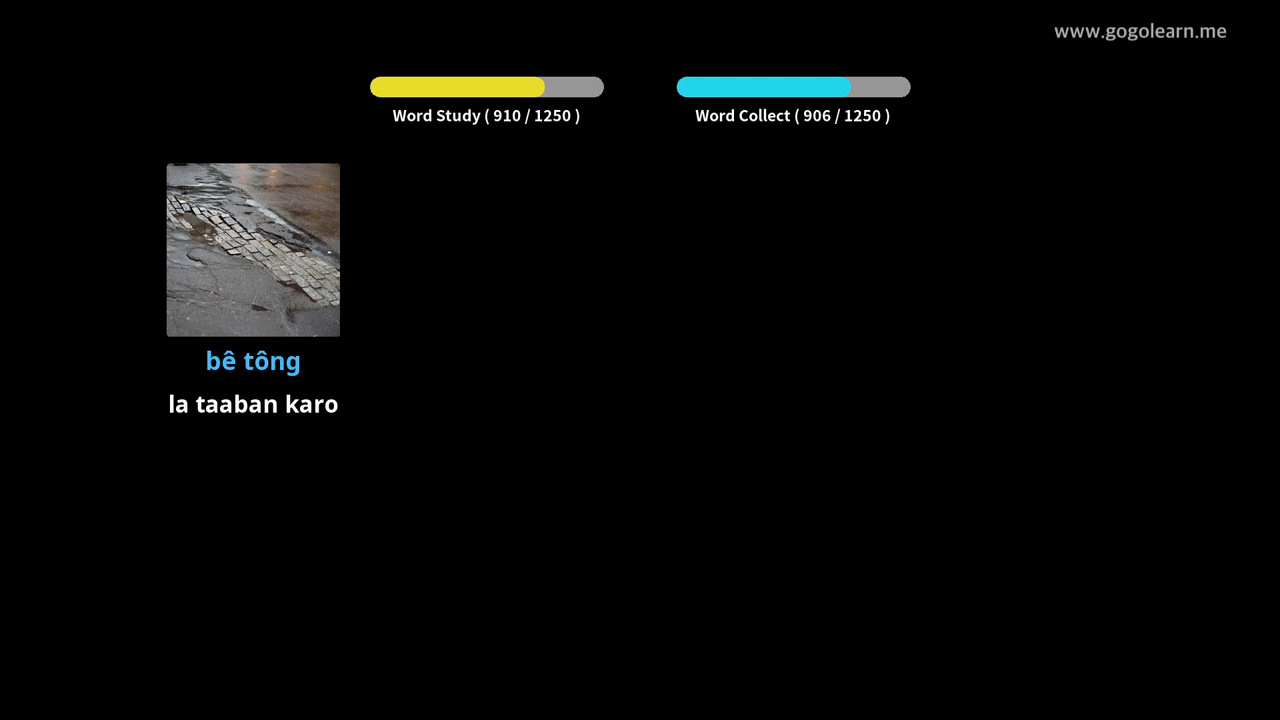 www.gogolearn.me
Word Study ( 910 / 1250 )
Word Collect ( 906 / 1250 )
bê tông
la taaban karo